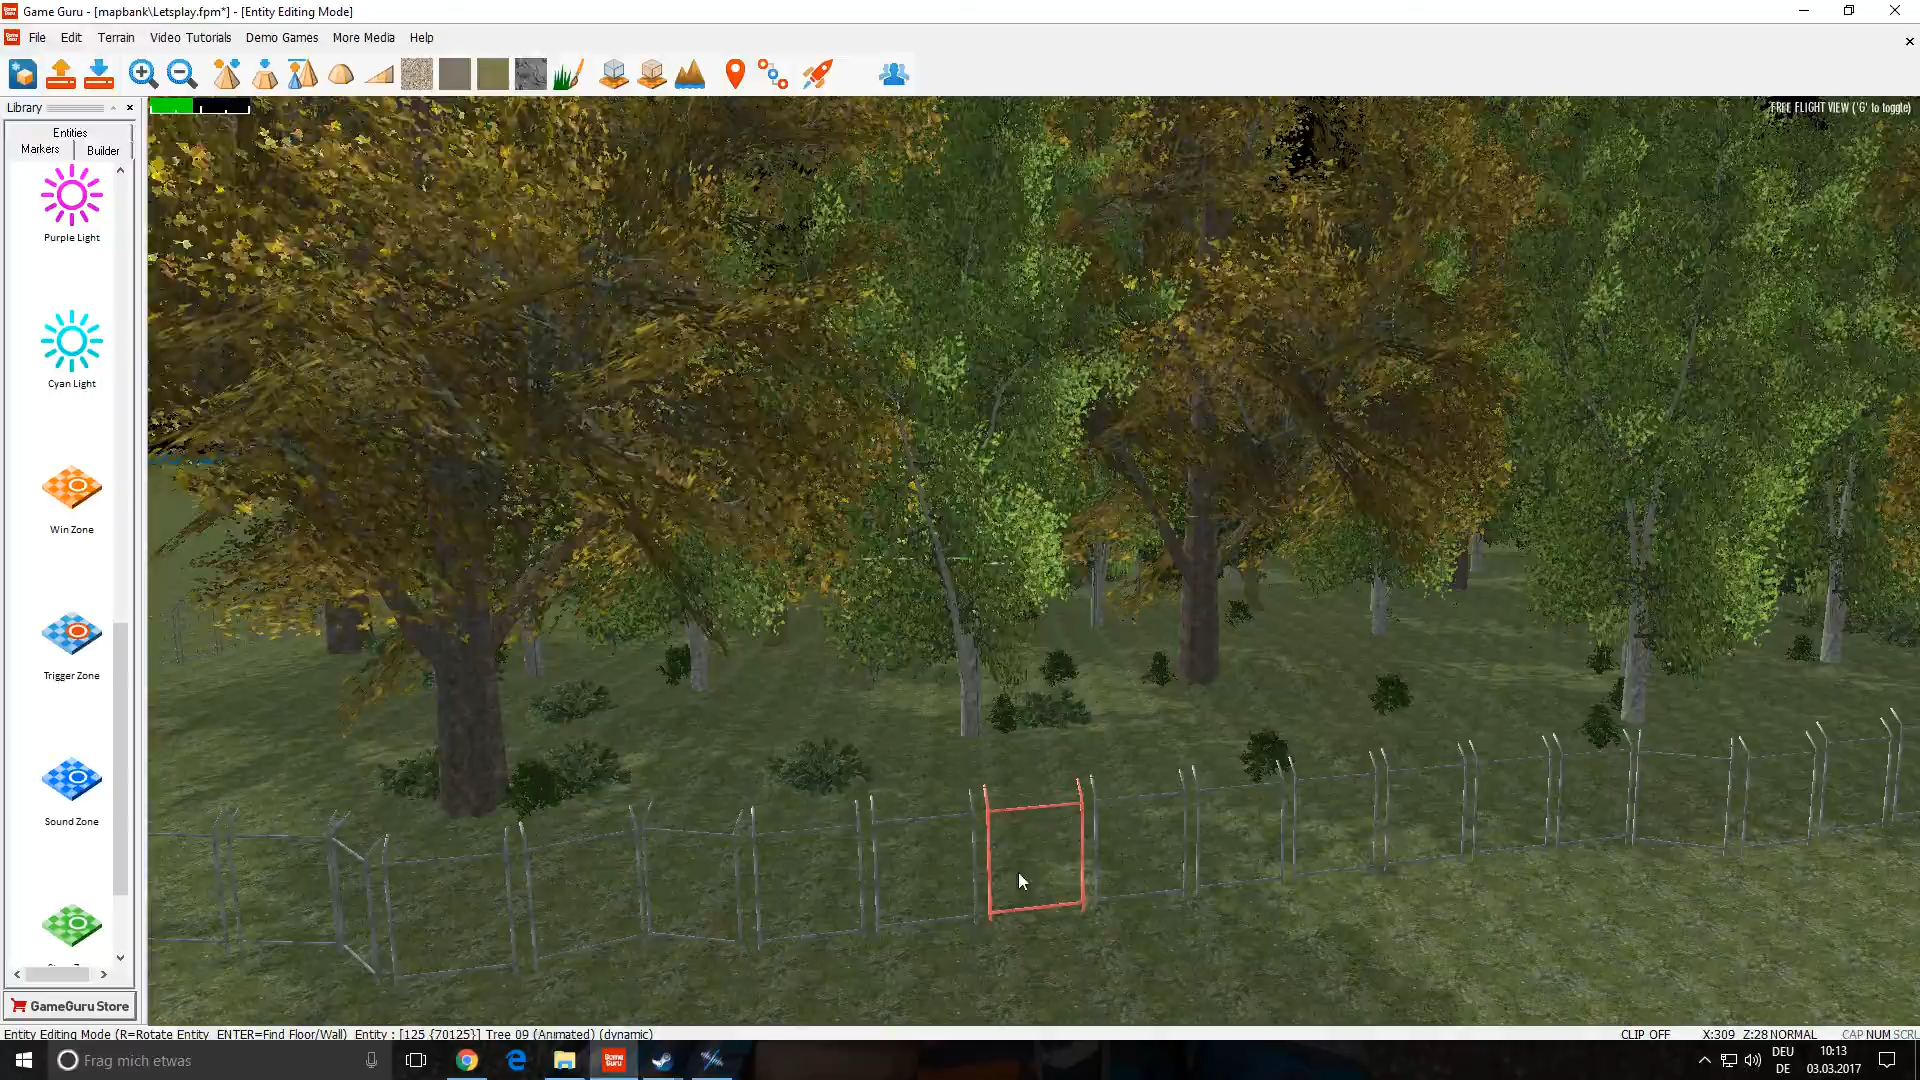 Game Guru - [mapbank\Letsplay.fpm*] - [Entity Editing Mode]
File Edit Terrain Video Tutorials Demo Games More Media Help
Library
Entities
Markers Builder
FREE FLIGHT VIEW ('G' to toggle)
Purple Light
Cyan Light
Win Zone
Trigger Zone
Sound Zone
GameGuru Store
Entity Editing Mode (R=Rotate Entity ENTER=Find Floor/Wall) Entity : [125 {70125}] Tree 09 (Animated) (dynamic)
CLIP OFF X:309 Z:28 NORMAL CAP NUM SCRL
Frag mich etwas
Game
Guru
DEU
DE
10:13
03.03.2017